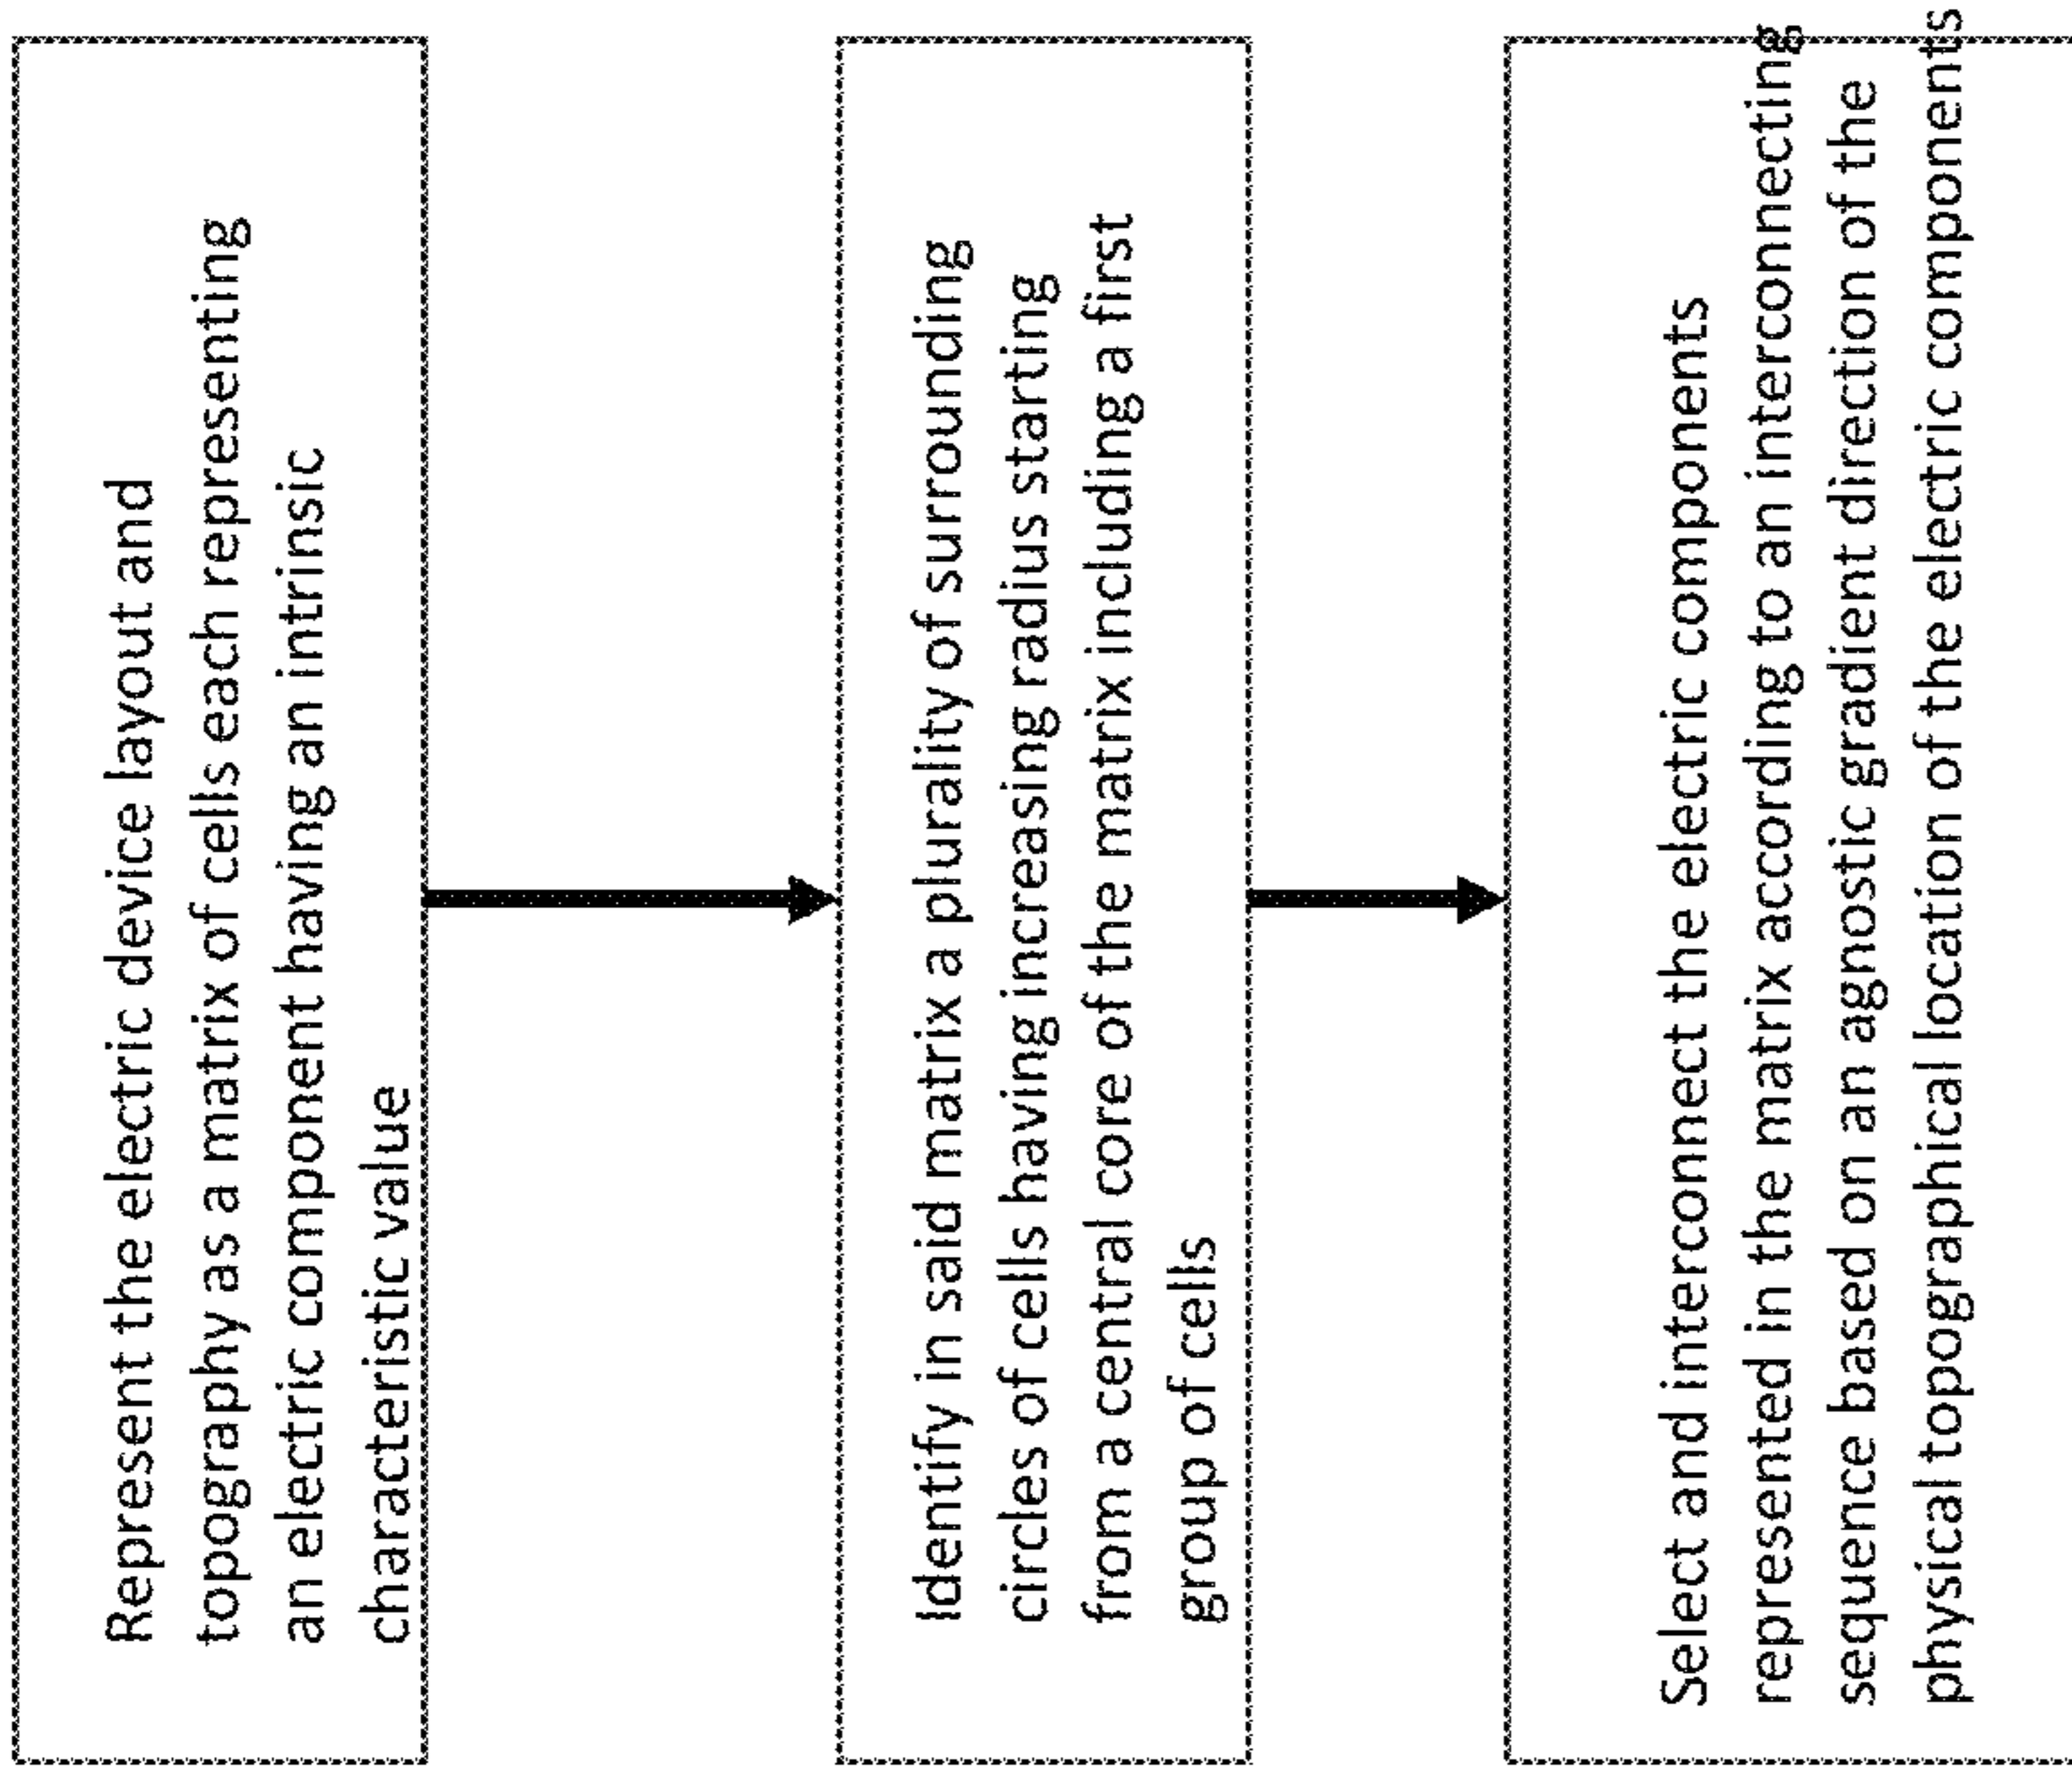 Represent the electric device layout and
topography as a matrix of cells each representing
an electric component having an intrinsic
characteristic value
Identify in said matrix a plurality of surrounding
circles of cells having increasing radius starting
from a central core of the matrix including a first
group of cells
Select and interconnect the electric components
represented in the matrix according to an interconnecting
sequence based on an agnostic gradient direction of the
physical topographical location of the electric components